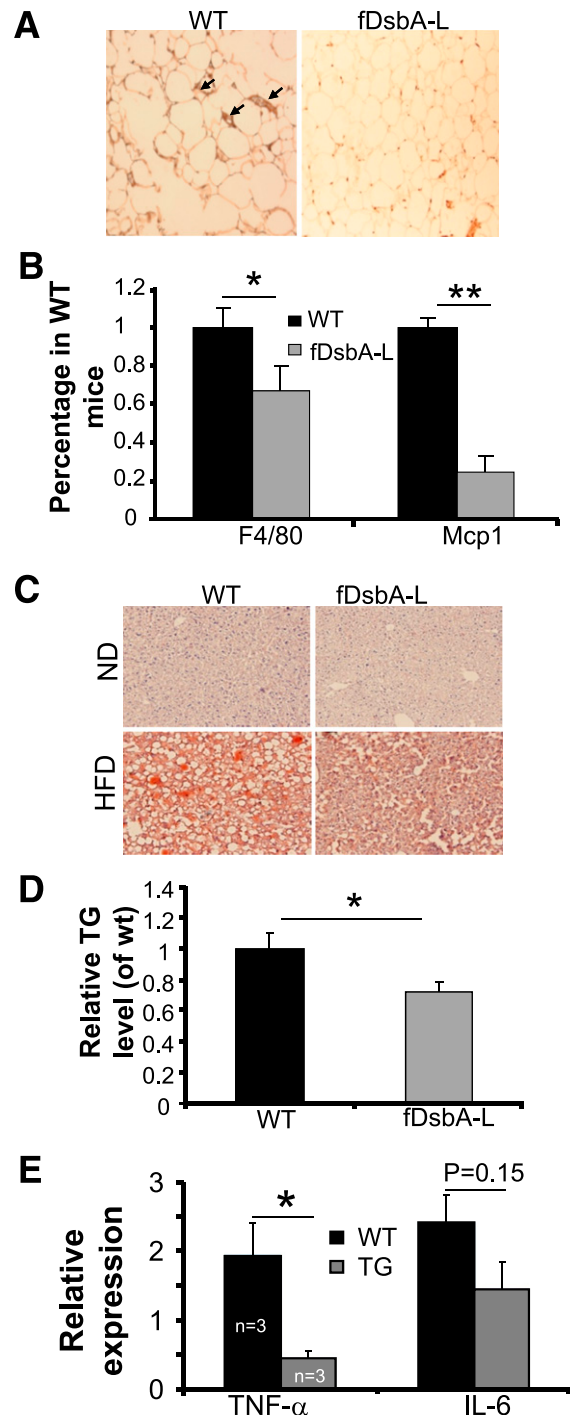 A
WT
fDsbA-L
B
Percentage in WT
mice
1.2
1
0.8
0.6
0.4
0.2
0
*
**
WT
fDsbA-L
F4/80
Mcp1
C
WT
fDsbA-L
ND
HFD
D
Relative TG
level (of wt)
1.4
1.2
1
0.8
0.6
0.4
0.2
0
*
WT
fDsbA-L
E
Relative
expression
3
2
1
0
*
P=0.15
WT
TG
n=3
n=3
TNF-α
IL-6